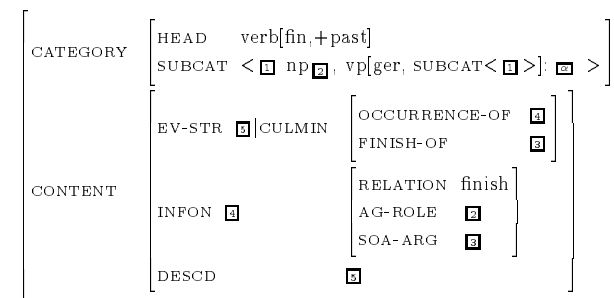 CATEGORY
HEAD verb[fin,+past]
SUBCAT < 1 np 2, vp[ger, SUBCAT< 1 >]: α >
CONTENT
EV-STR 5 |CULMIN
OCCURRENCE-OF 4
FINISH-OF 3
INFON 4
RELATION finish
AG-ROLE 2
SOA-ARG 3
DESCD 5